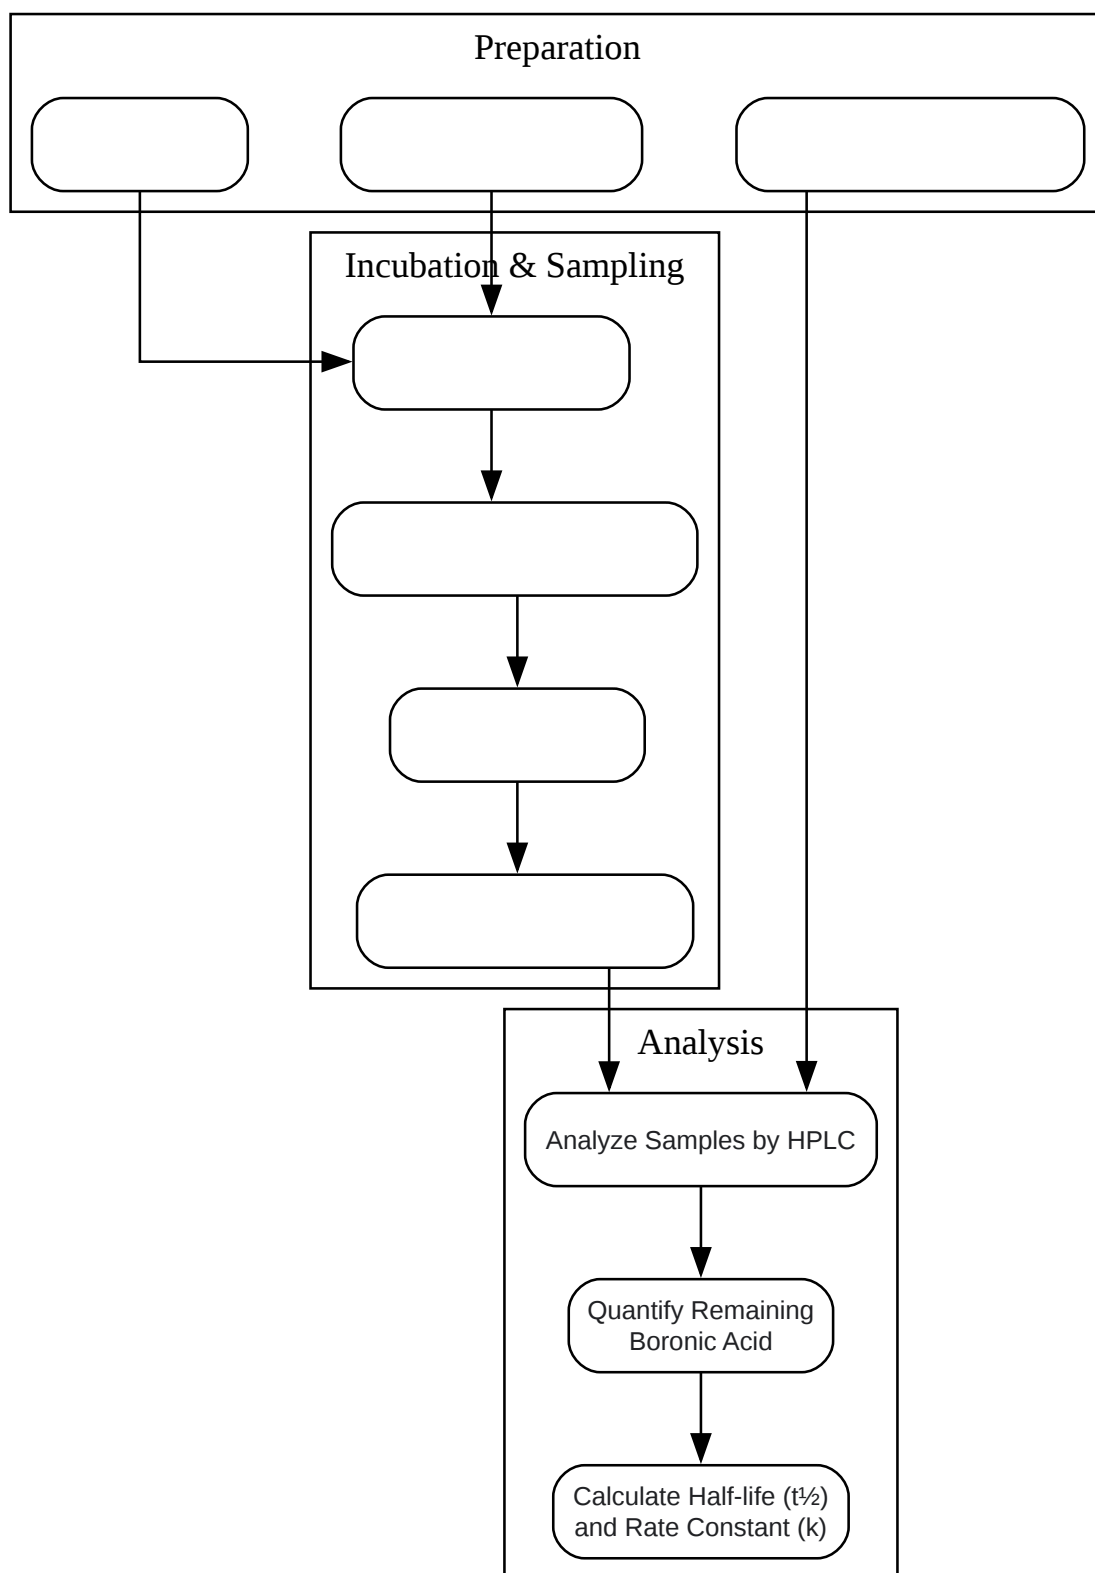 Preparation
Incubation & Sampling
Analysis
Analyze Samples by HPLC
Quantify Remaining
Boronic Acid
Calculate Half-life (t½)
and Rate Constant (k)